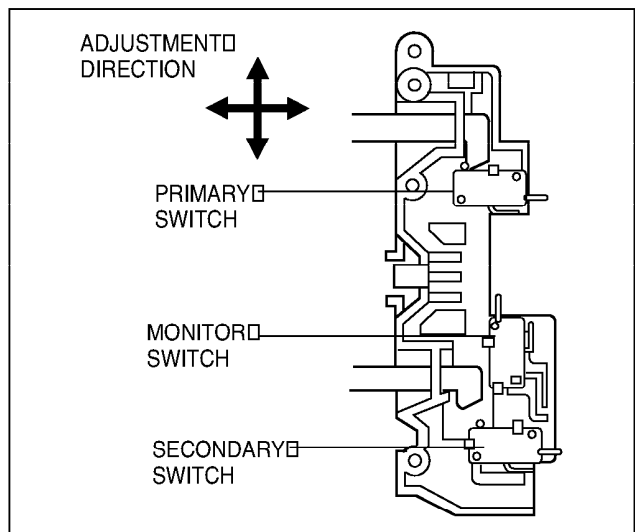 ADJUSTMENT
DIRECTION
PRIMARY
SWITCH
MONITOR
SWITCH
SECONDARY
SWITCH